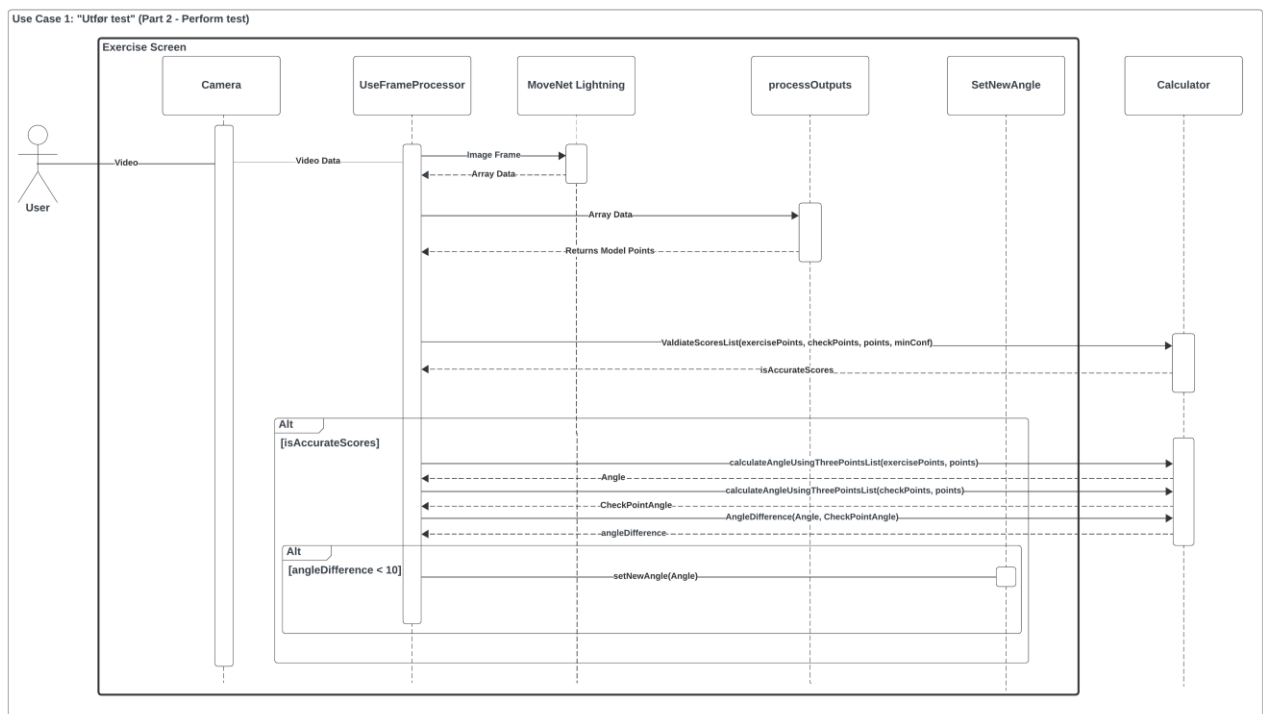 Use Case 1: "Utfør test" (Part 2 - Perform test)
Exercise Screen
Camera
UseFrameProcessor
MoveNet Lightning
processOutputs
SetNewAngle
Calculator
User
Video
Video Data
Image Frame
Array Data
Array Data
Returns Model Points
ValdiateScoresList(exercisePoints, checkPoints, points, minConf)
isAccurateScores
Alt
[isAccurateScores]
calculateAngleUsingThreePointsList(exercisePoints, points)
Angle
calculateAngleUsingThreePointsList(checkPoints, points)
CheckPointAngle
AngleDifference(Angle, CheckPointAngle)
angleDifference
Alt
[angleDifference < 10]
setNewAngle(Angle)